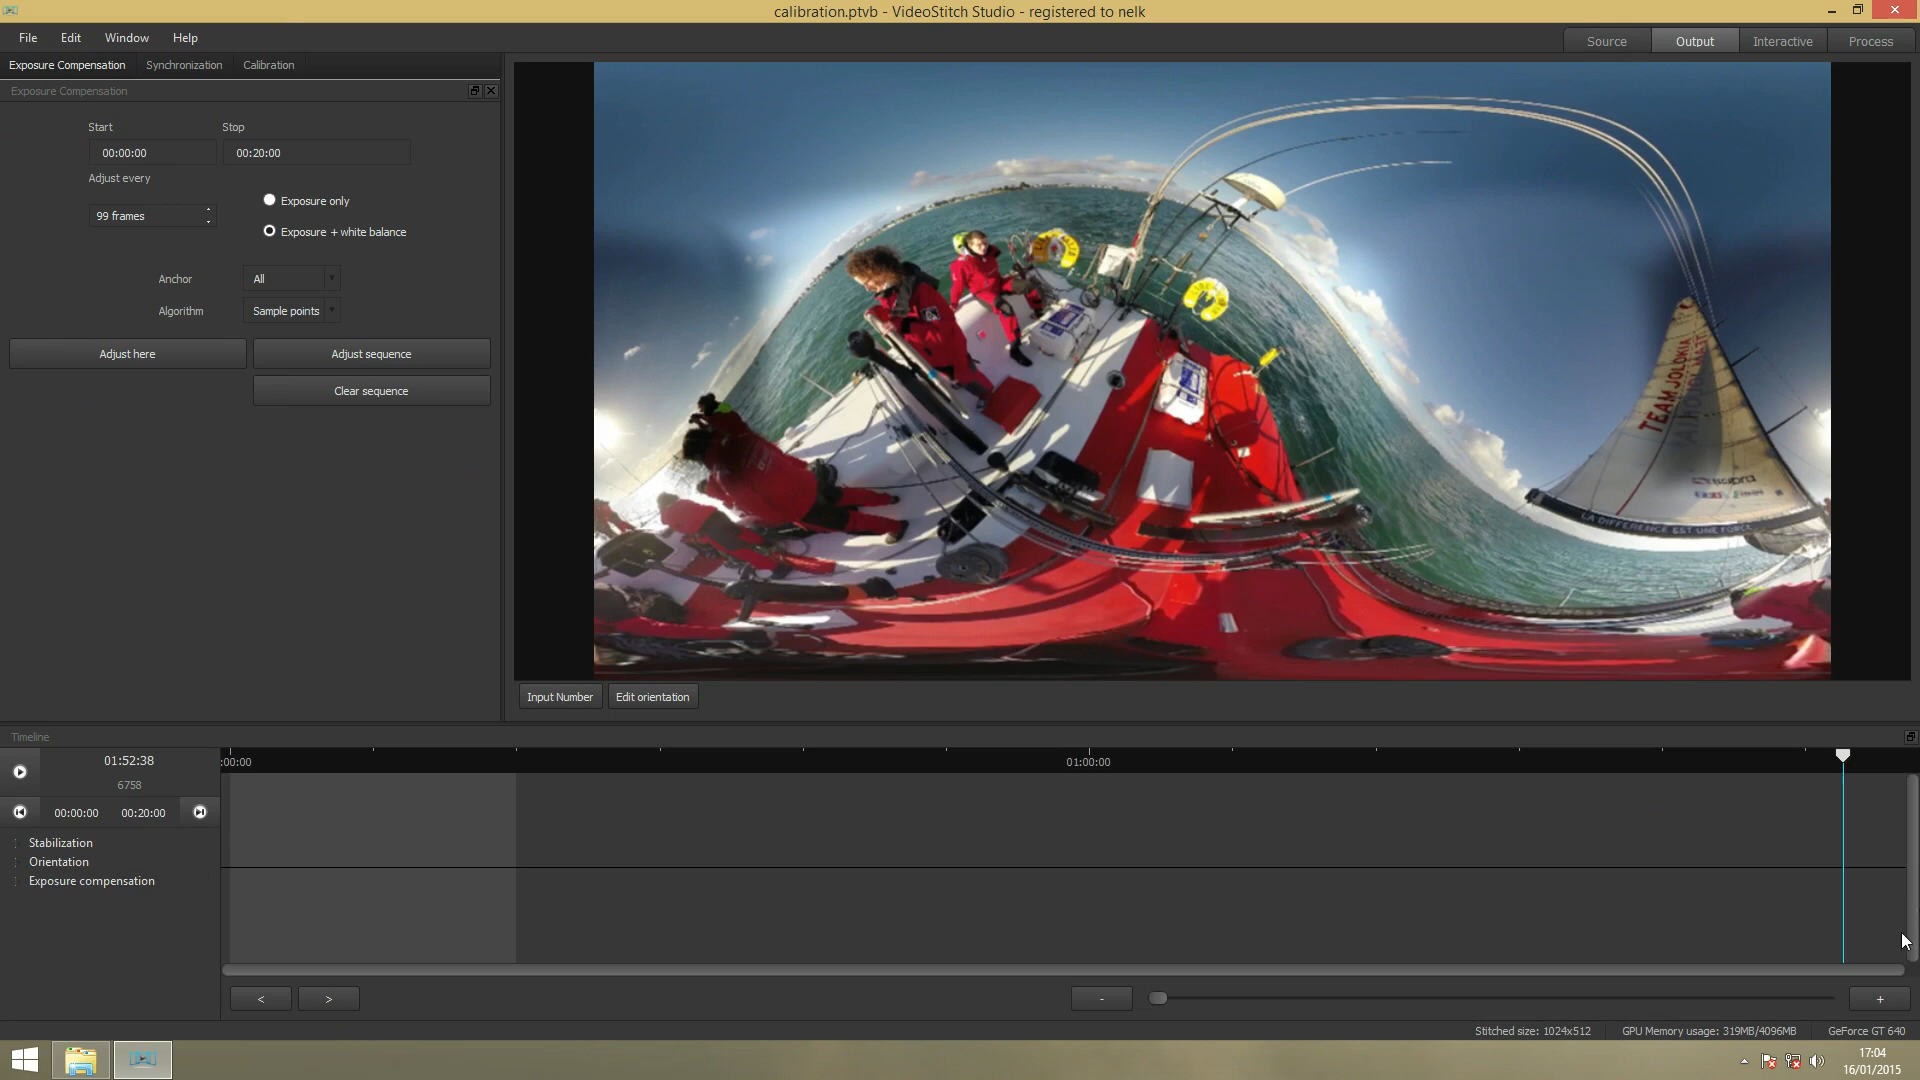 calibration.ptvb - VideoStitch Studio - registered to nelk
File Edit Window Help
Source Output Interactive Process
Exposure Compensation Synchronization Calibration
Exposure Compensation
Start Stop
00:00:00 00:20:00
Adjust every
Exposure only
99 frames
Exposure + white balance
Anchor All
Algorithm Sample points
Adjust here Adjust sequence
Clear sequence
TEAM JOLOKIA
LA DIFFERENCE EST UNE FORCE
Input Number Edit orientation
Timeline
01:52:38
:00:00 01:00:00
6758
00:00:00 00:20:00
Stabilization
Orientation
Exposure compensation
< > - +
Stitched size: 1024x512 GPU Memory usage: 319MB/4096MB GeForce GT 640
17:04
16/01/2015